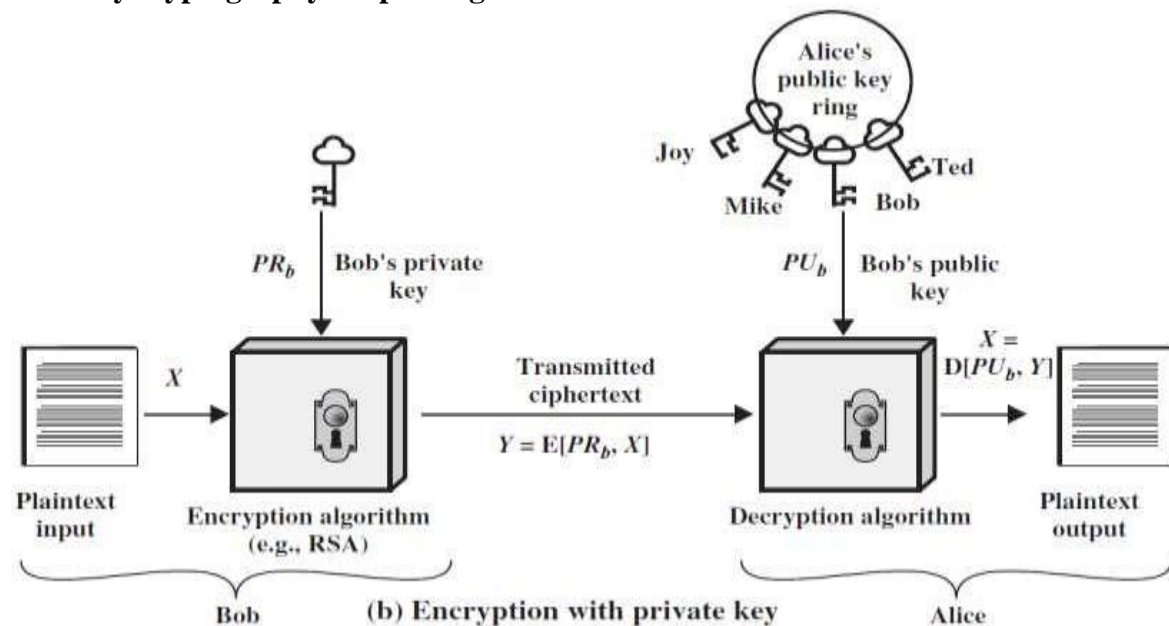 Alice's
public key
ring
Joy
Ted
Mike
Bob
PR_b
Bob's private
key
PU_b
Bob's public
key
X
Transmitted
ciphertext
X =
D[PU_b, Y]
Y = E[PR_b, X]
Plaintext
input
Encryption algorithm
(e.g., RSA)
Decryption algorithm
Plaintext
output
Bob
(b) Encryption with private key
Alice